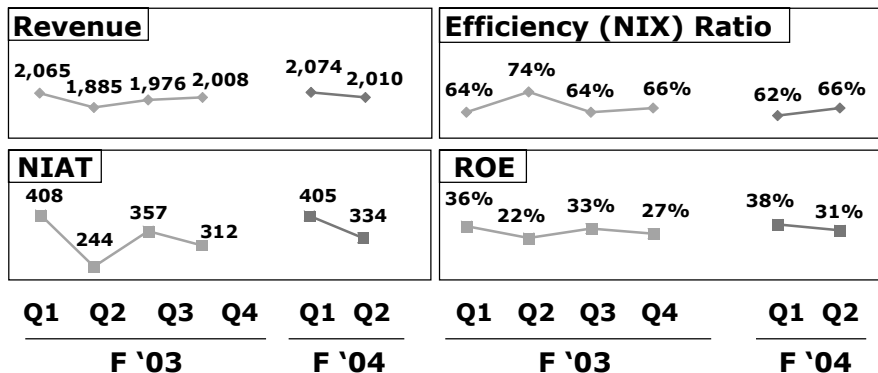 Revenue
2,065 1,885 1,976 2,008 2,074 2,010
Efficiency (NIX) Ratio
64% 74% 64% 66% 62% 66%
NIAT
408 244 357 312 405 334
ROE
36% 22% 33% 27% 38% 31%
Q1 Q2 Q3 Q4 Q1 Q2
F ‘03 F ‘04
Q1 Q2 Q3 Q4 Q1 Q2
F ‘03 F ‘04